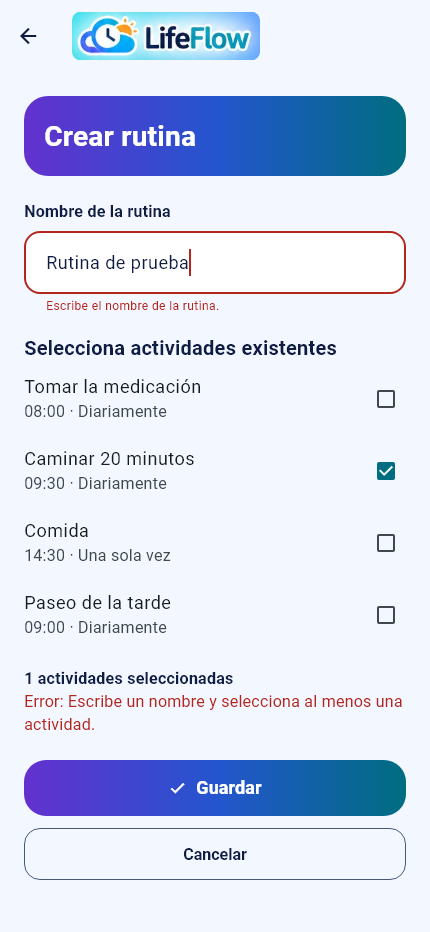 LifeFlow
Crear rutina
Nombre de la rutina
Rutina de prueba
Escribe el nombre de la rutina.
Selecciona actividades existentes
Tomar la medicación
08:00 · Diariamente
Caminar 20 minutos
09:30 · Diariamente
Comida
14:30 · Una sola vez
Paseo de la tarde
09:00 · Diariamente
1 actividades seleccionadas
Error: Escribe un nombre y selecciona al menos una
actividad.
Guardar
Cancelar